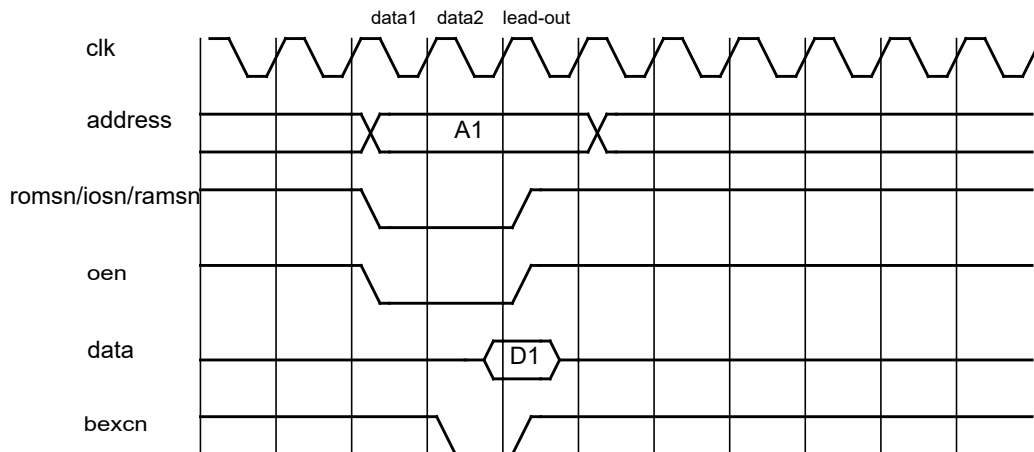 data1 data2 lead-out
clk
address
A1
romsn/iosn/ramsn
oen
data
D1
bexcn